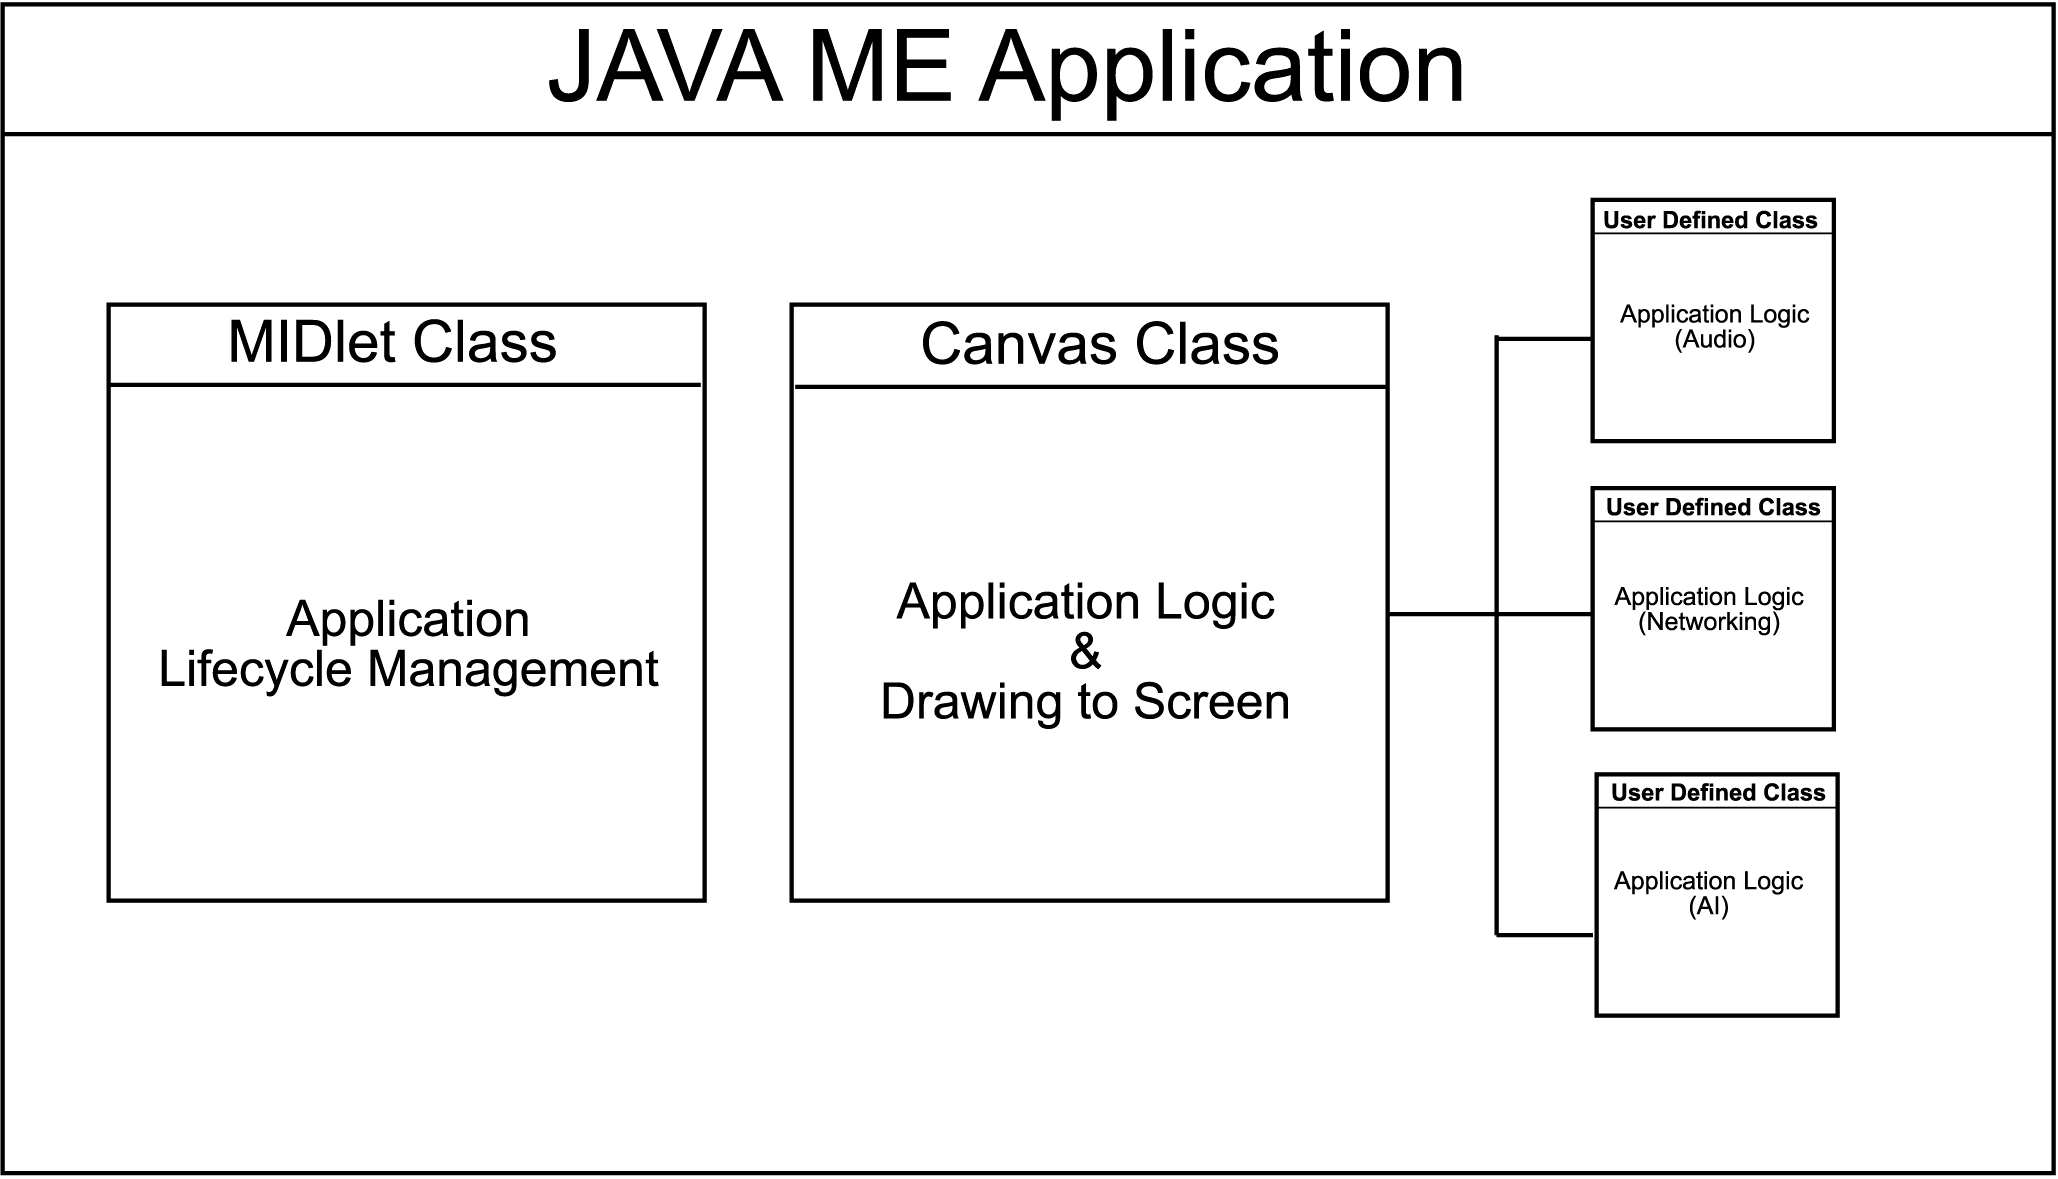 JAVA ME Application
MIDlet Class
Application
Lifecycle Management
Canvas Class
Application Logic
&
Drawing to Screen
User Defined Class
Application Logic
(Audio)
User Defined Class
Application Logic
(Networking)
User Defined Class
Application Logic
(AI)